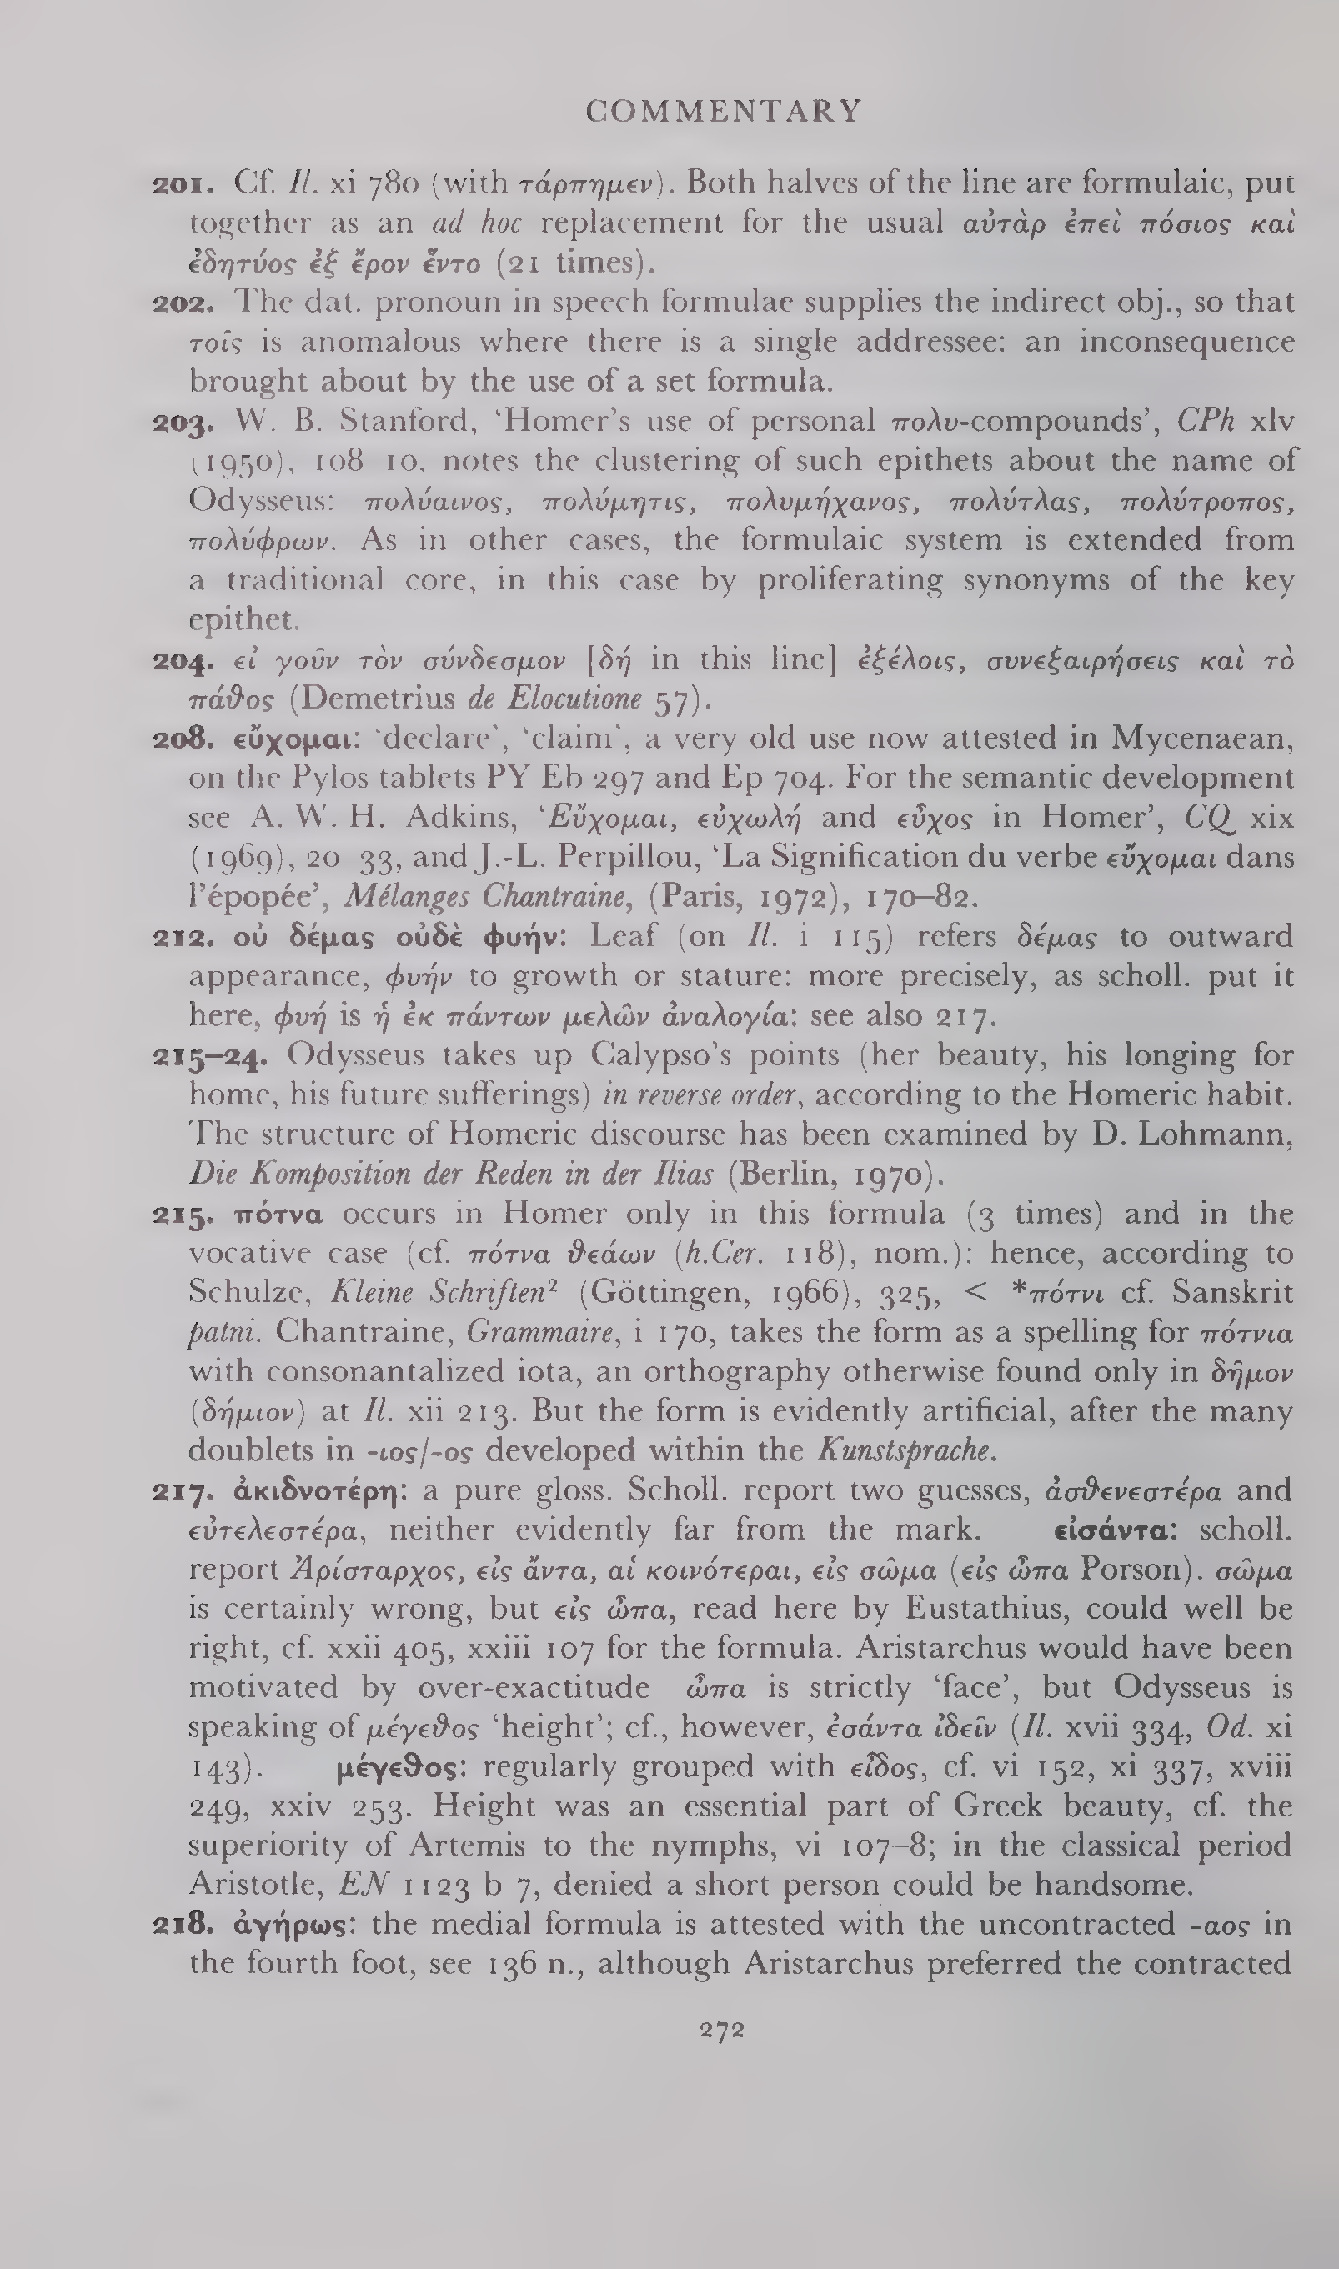 COMMENTARY
201. Cf. Il. xi 780 (with τάρπημεν). Both halves of the line are formulaic, put
together as an ad hoc replacement for the usual αὐτὰρ ἐπεὶ πόσιος καὶ
ἐδητύος ἐξ ἔρον ἕντο (21 times).
202. The dat. pronoun in speech formulae supplies the indirect obj., so that
τοῖς is anomalous where there is a single addressee: an inconsequence
brought about by the use of a set formula.
203. W. B. Stanford, ‘Homer’s use of personal πολυ-compounds’, CPh xlv
(1950), 108–10, notes the clustering of such epithets about the name of
Odysseus: πολύαινος, πολύμητις, πολυμήχανος, πολύτλας, πολύτροπος,
πολύφρων. As in other cases, the formulaic system is extended from
a traditional core, in this case by proliferating synonyms of the key
epithet.
204. εἰ γοῦν τὸν σύνδεσμον [δή in this line] ἐξέλοις, συνεξαιρήσεις καὶ τὸ
πάθος (Demetrius de Elocutione 57).
208. εὔχομαι: ‘declare’, ‘claim’, a very old use now attested in Mycenaean,
on the Pylos tablets PY Eb 297 and Ep 704. For the semantic development
see A. W. H. Adkins, ‘Εὔχομαι, εὐχωλή and εὖχος in Homer’, CQ xix
(1969), 20–33, and J.-L. Perpillou, ‘La Signification du verbe εὔχομαι dans
l’épopée’, Mélanges Chantraine, (Paris, 1972), 170–82.
212. οὐ δέμας οὐδὲ φυήν: Leaf (on Il. i 115) refers δέμας to outward
appearance, φυήν to growth or stature: more precisely, as scholl. put it
here, φυή is ἡ ἐκ πάντων μελῶν ἀναλογία: see also 217.
215–24. Odysseus takes up Calypso’s points (her beauty, his longing for
home, his future sufferings) in reverse order, according to the Homeric habit.
The structure of Homeric discourse has been examined by D. Lohmann,
Die Komposition der Reden in der Ilias (Berlin, 1970).
215. πότνα occurs in Homer only in this formula (3 times) and in the
vocative case (cf. πότνα θεάων (h.Cer. 118), nom.): hence, according to
Schulze, Kleine Schriften² (Göttingen, 1966), 325, < *πότνι cf. Sanskrit
patni. Chantraine, Grammaire, i 170, takes the form as a spelling for πότνια
with consonantalized iota, an orthography otherwise found only in δῆμον
(δήμιον) at Il. xii 213. But the form is evidently artificial, after the many
doublets in -ιος/-ος developed within the Kunstsprache.
217. ἀκιδνοτέρη: a pure gloss. Scholl. report two guesses, ἀσθενεστέρα and
εὐτελεστέρα, neither evidently far from the mark. εἰσάντα: scholl.
report Ἀρίσταρχος, εἰς ἄντα, αἱ κοινότεραι, εἰς σῶμα (εἰς ὦπα Porson). σῶμα
is certainly wrong, but εἰς ὦπα, read here by Eustathius, could well be
right, cf. xxii 405, xxiii 107 for the formula. Aristarchus would have been
motivated by over-exactitude ὦπα is strictly ‘face’, but Odysseus is
speaking of μέγεθος ‘height’; cf., however, ἐσάντα ἰδεῖν (Il. xvii 334, Od. xi
143). μέγεθος: regularly grouped with εἶδος, cf. vi 152, xi 337, xviii
249, xxiv 253. Height was an essential part of Greek beauty, cf. the
superiority of Artemis to the nymphs, vi 107–8; in the classical period
Aristotle, EN 1123 b 7, denied a short person could be handsome.
218. ἀγήρως: the medial formula is attested with the uncontracted -αος in
the fourth foot, see 136 n., although Aristarchus preferred the contracted
272